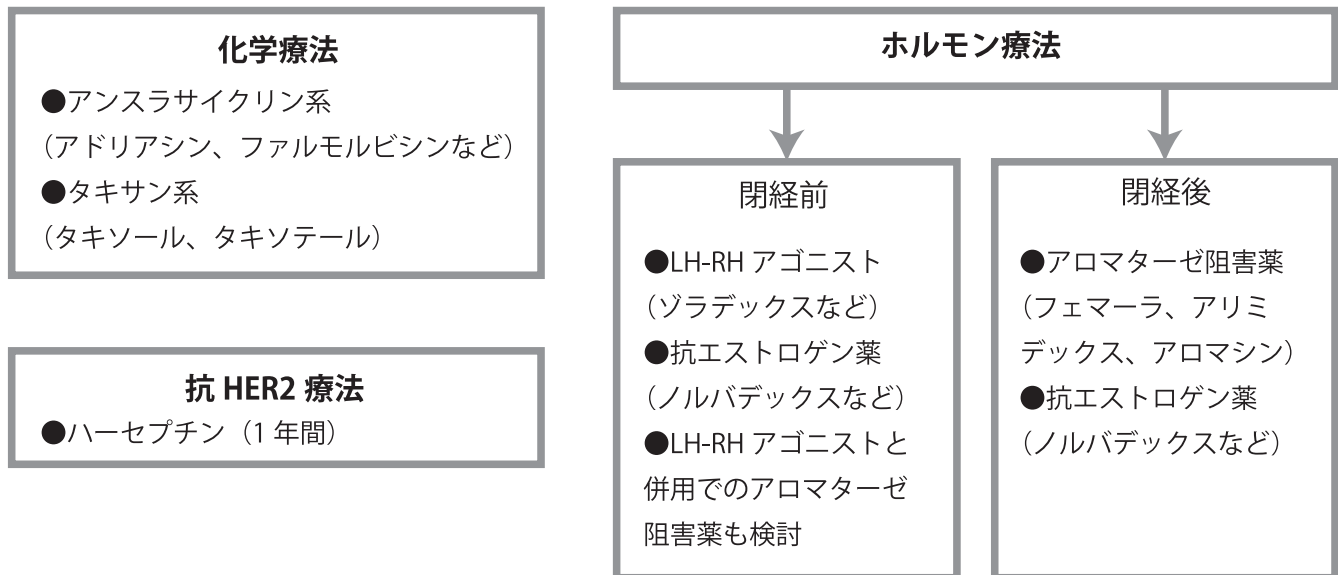 化学療法
●アンスラサイクリン系
（アドリアシン、ファルモルビシンなど）
●タキサン系
（タキソール、タキソテール）
抗 HER2 療法
●ハーセプチン（1 年間）
ホルモン療法
閉経前
●LH-RH アゴニスト
（ゾラデックスなど）
●抗エストロゲン薬
（ノルバデックスなど）
●LH-RH アゴニストと
併用でのアロマターゼ
阻害薬も検討
閉経後
●アロマターゼ阻害薬
（フェマーラ、アリミ
デックス、アロマシン）
●抗エストロゲン薬
（ノルバデックスなど）